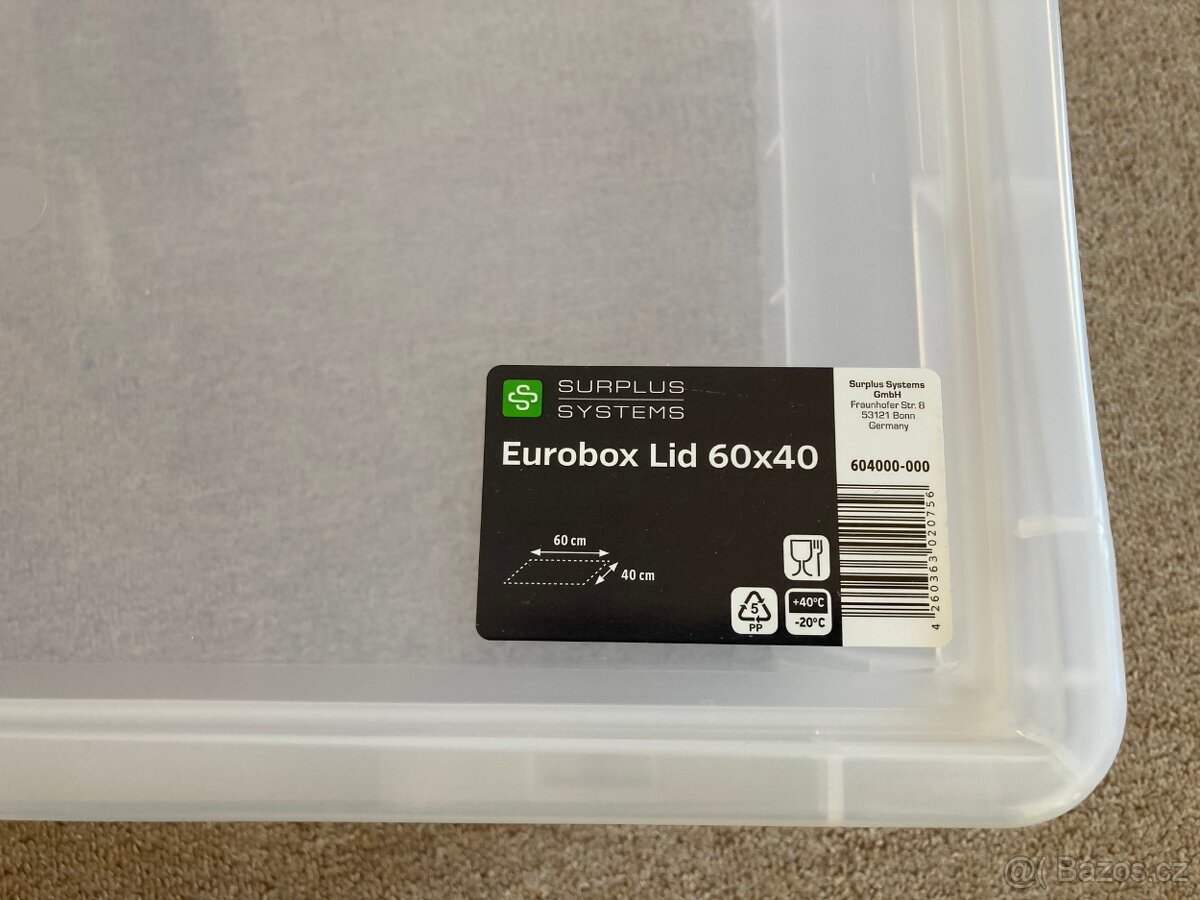 SURPLUS
SYSTEMS
Eurobox Lid 60x40
60 cm
40 cm
5
PP
+40°C
-20°C
Surplus Systems
GmbH
Fraunhofer Str. 8
53121 Bonn
Germany
604000-000
4 260363 020756
@( Bazos.cz